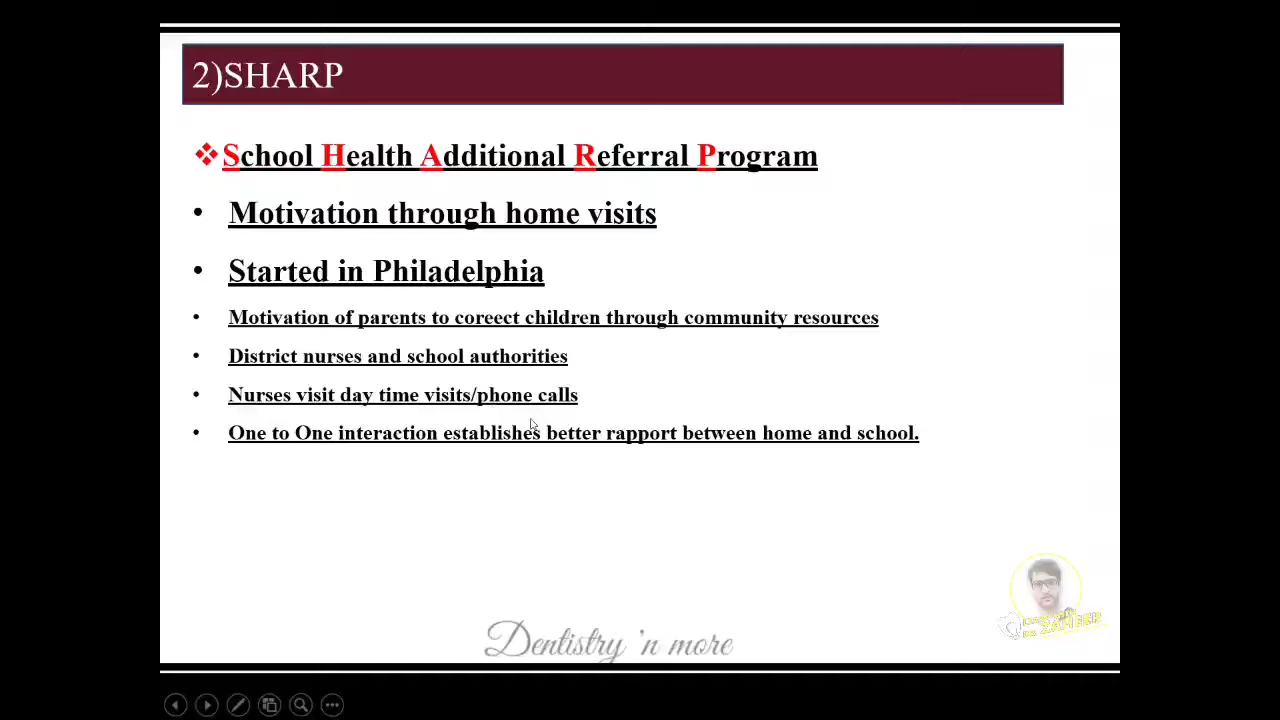 2)SHARP
School Health Additional Referral Program
Motivation through home visits
Started in Philadelphia
Motivation of parents to coreect children through community resources
District nurses and school authorities
Nurses visit day time visits/phone calls
One to One interaction establishes better rapport between home and school.
Dentistry 'n more